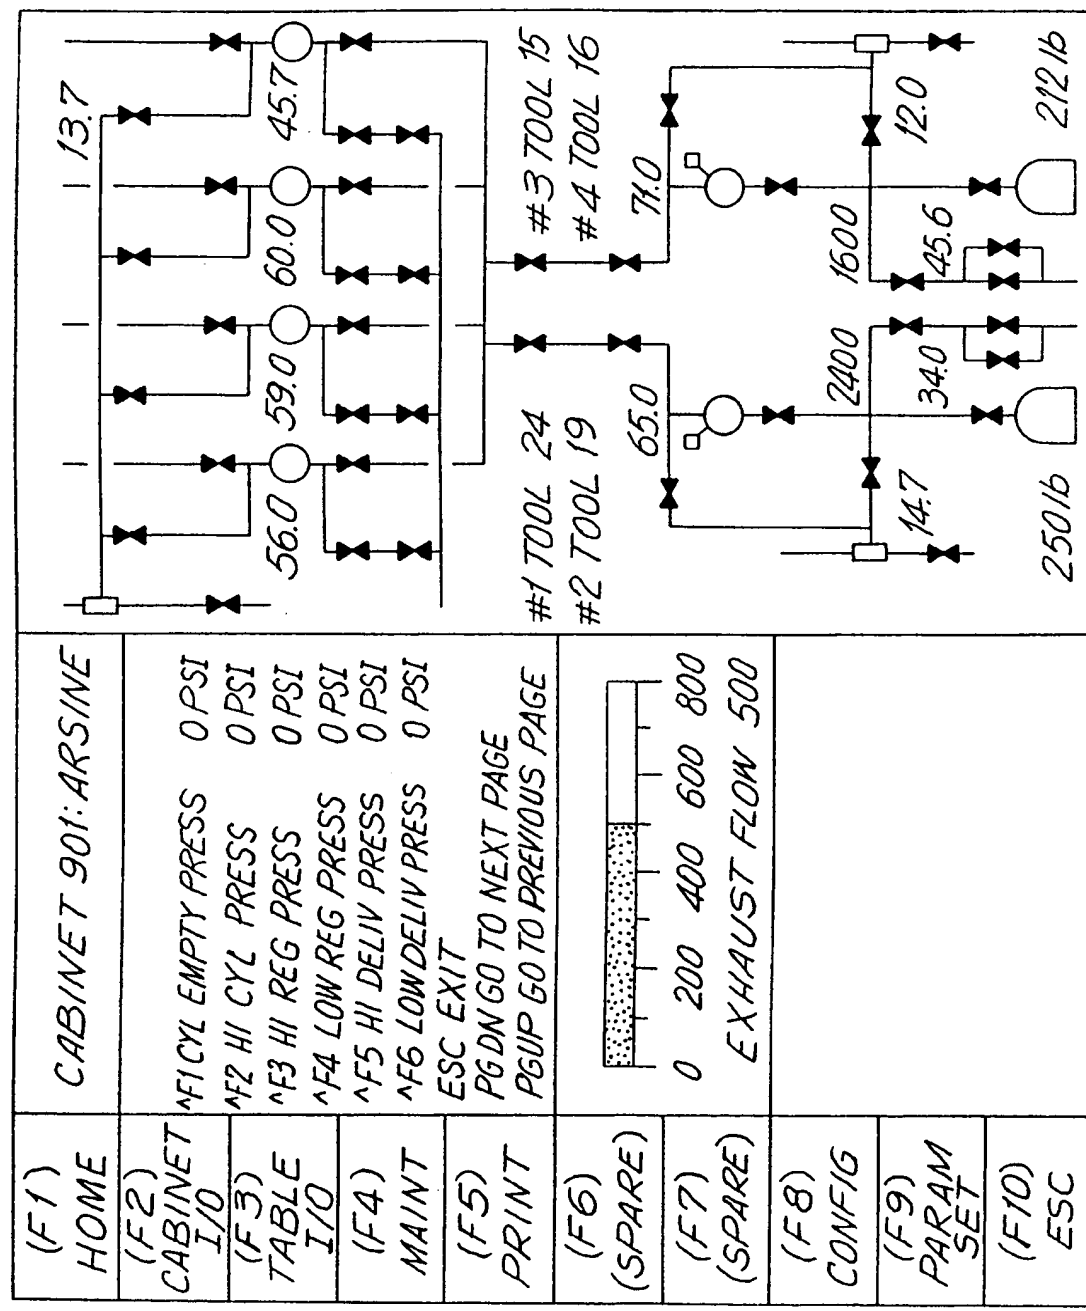 (F1)
HOME
(F2)
CABINET
I/O
(F3)
TABLE
I/O
(F4)
MAINT
(F5)
PRINT
(F6)
(SPARE)
(F7)
(SPARE)
(F8)
CONFIG
(F9)
PARAM
SET
(F10)
ESC
CABINET 901: ARSINE
^F1 CYL EMPTY PRESS 0 PSI
^F2 HI CYL PRESS 0 PSI
^F3 HI REG PRESS 0 PSI
^F4 LOW REG PRESS 0 PSI
^F5 HI DELIV PRESS 0 PSI
^F6 LOW DELIV PRESS 0 PSI
ESC EXIT
PGDN GO TO NEXT PAGE
PGUP GO TO PREVIOUS PAGE
0 200 400 600 800
EXHAUST FLOW 500
13.7
56.0 59.0 60.0 45.7
#1 TOOL 24
#2 TOOL 19
#3 TOOL 15
#4 TOOL 16
65.0 71.0
2400 1600
14.7 34.0 45.6 12.0
250 lb 212 lb